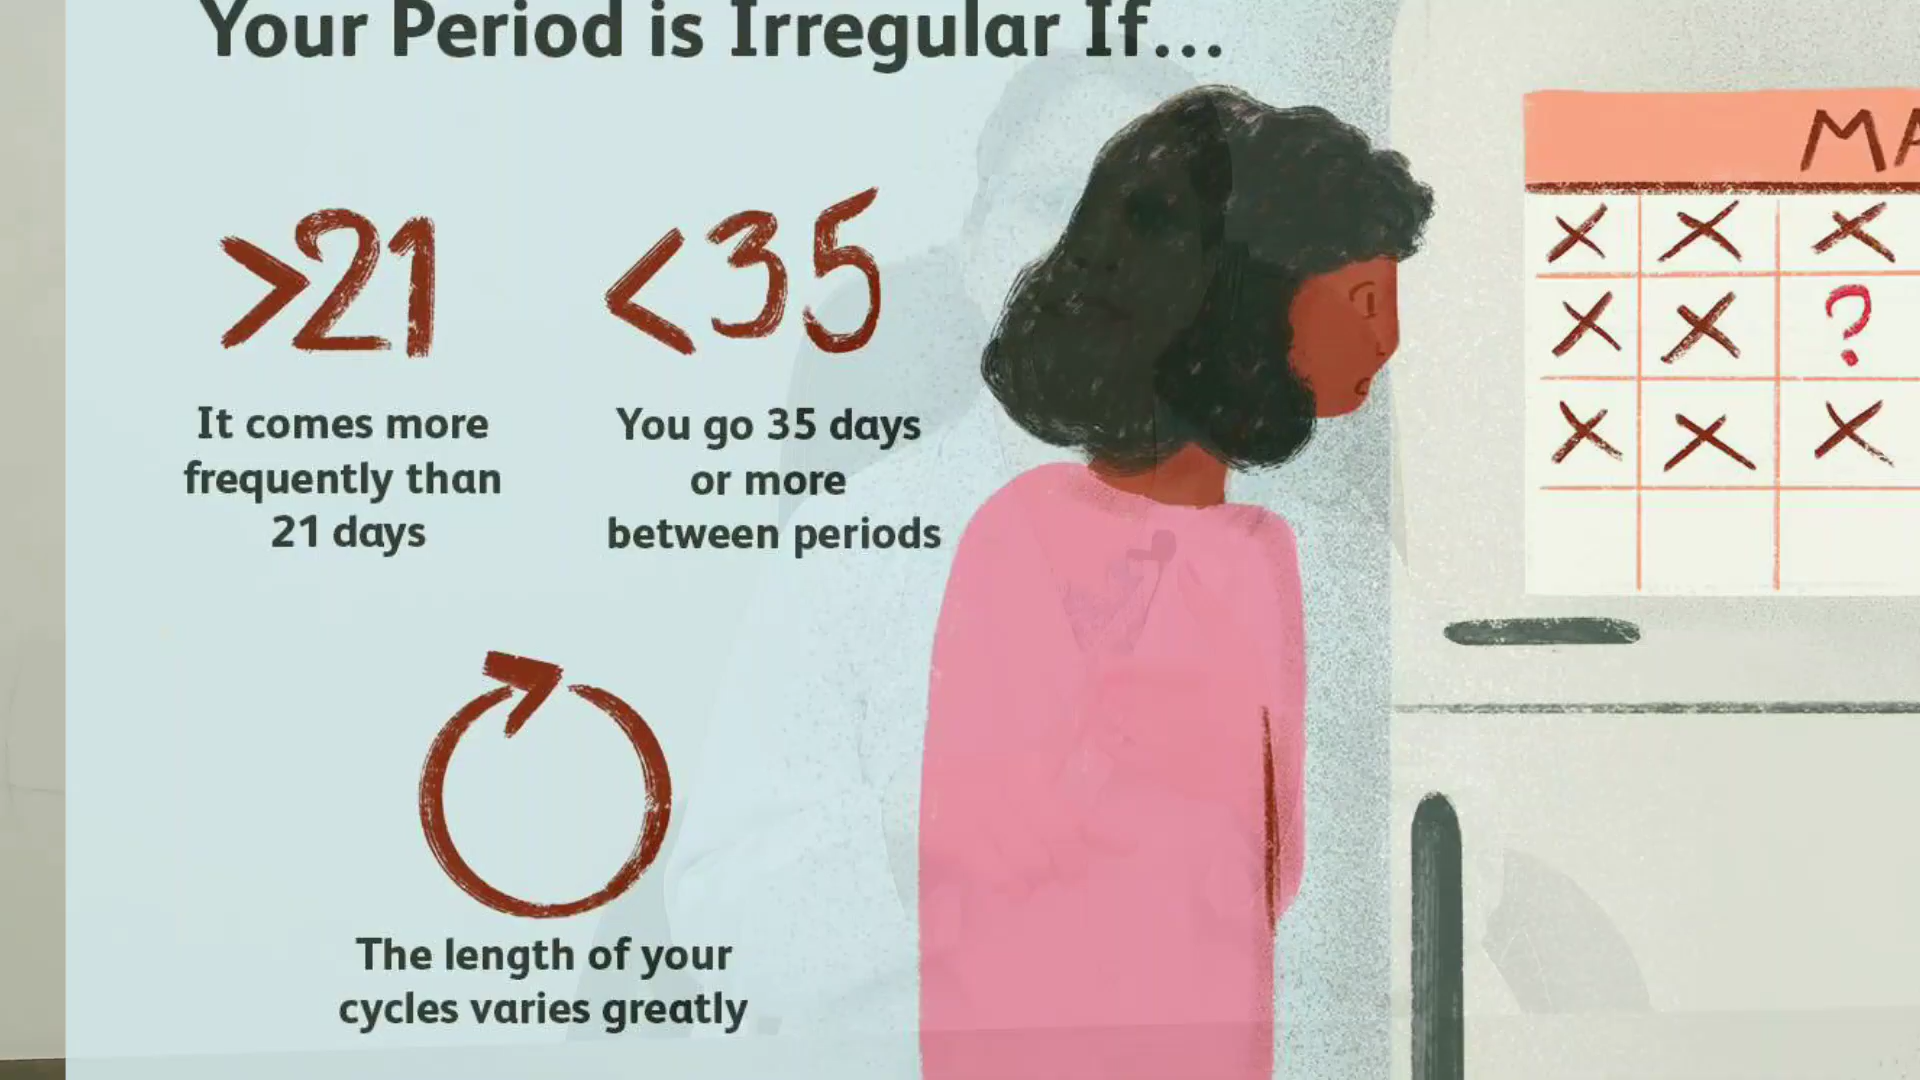 Your Period is Irregular If...
>21
It comes more
frequently than
21 days
<35
You go 35 days
or more
between periods
The length of your
cycles varies greatly
MA
?